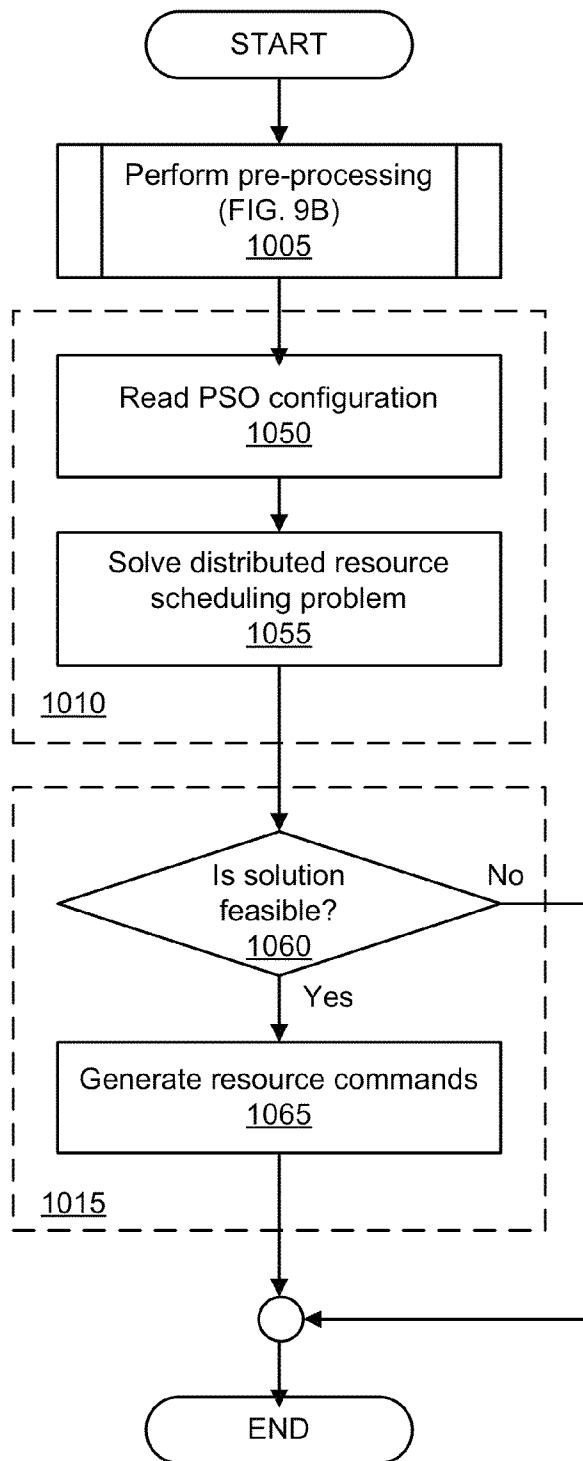 START
Perform pre-processing
(FIG. 9B)
1005
Read PSO configuration
1050
Solve distributed resource
scheduling problem
1055
1010
Is solution
feasible?
1060
No
Yes
Generate resource commands
1065
1015
END